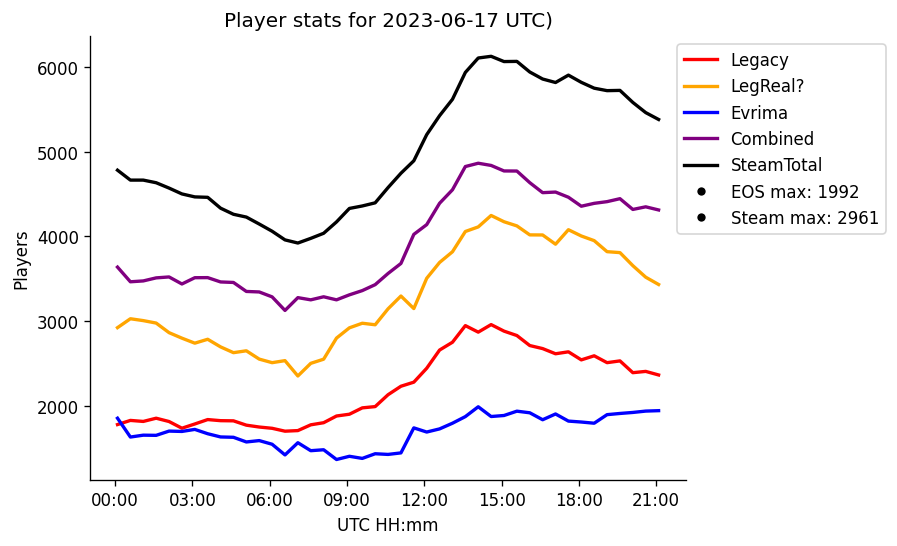 Player stats for 2023-06-17 UTC)
Players
6000
5000
4000
3000
2000
00:00 03:00 06:00 09:00 12:00 15:00 18:00 21:00
UTC HH:mm
Legacy
LegReal?
Evrima
Combined
SteamTotal
EOS max: 1992
Steam max: 2961